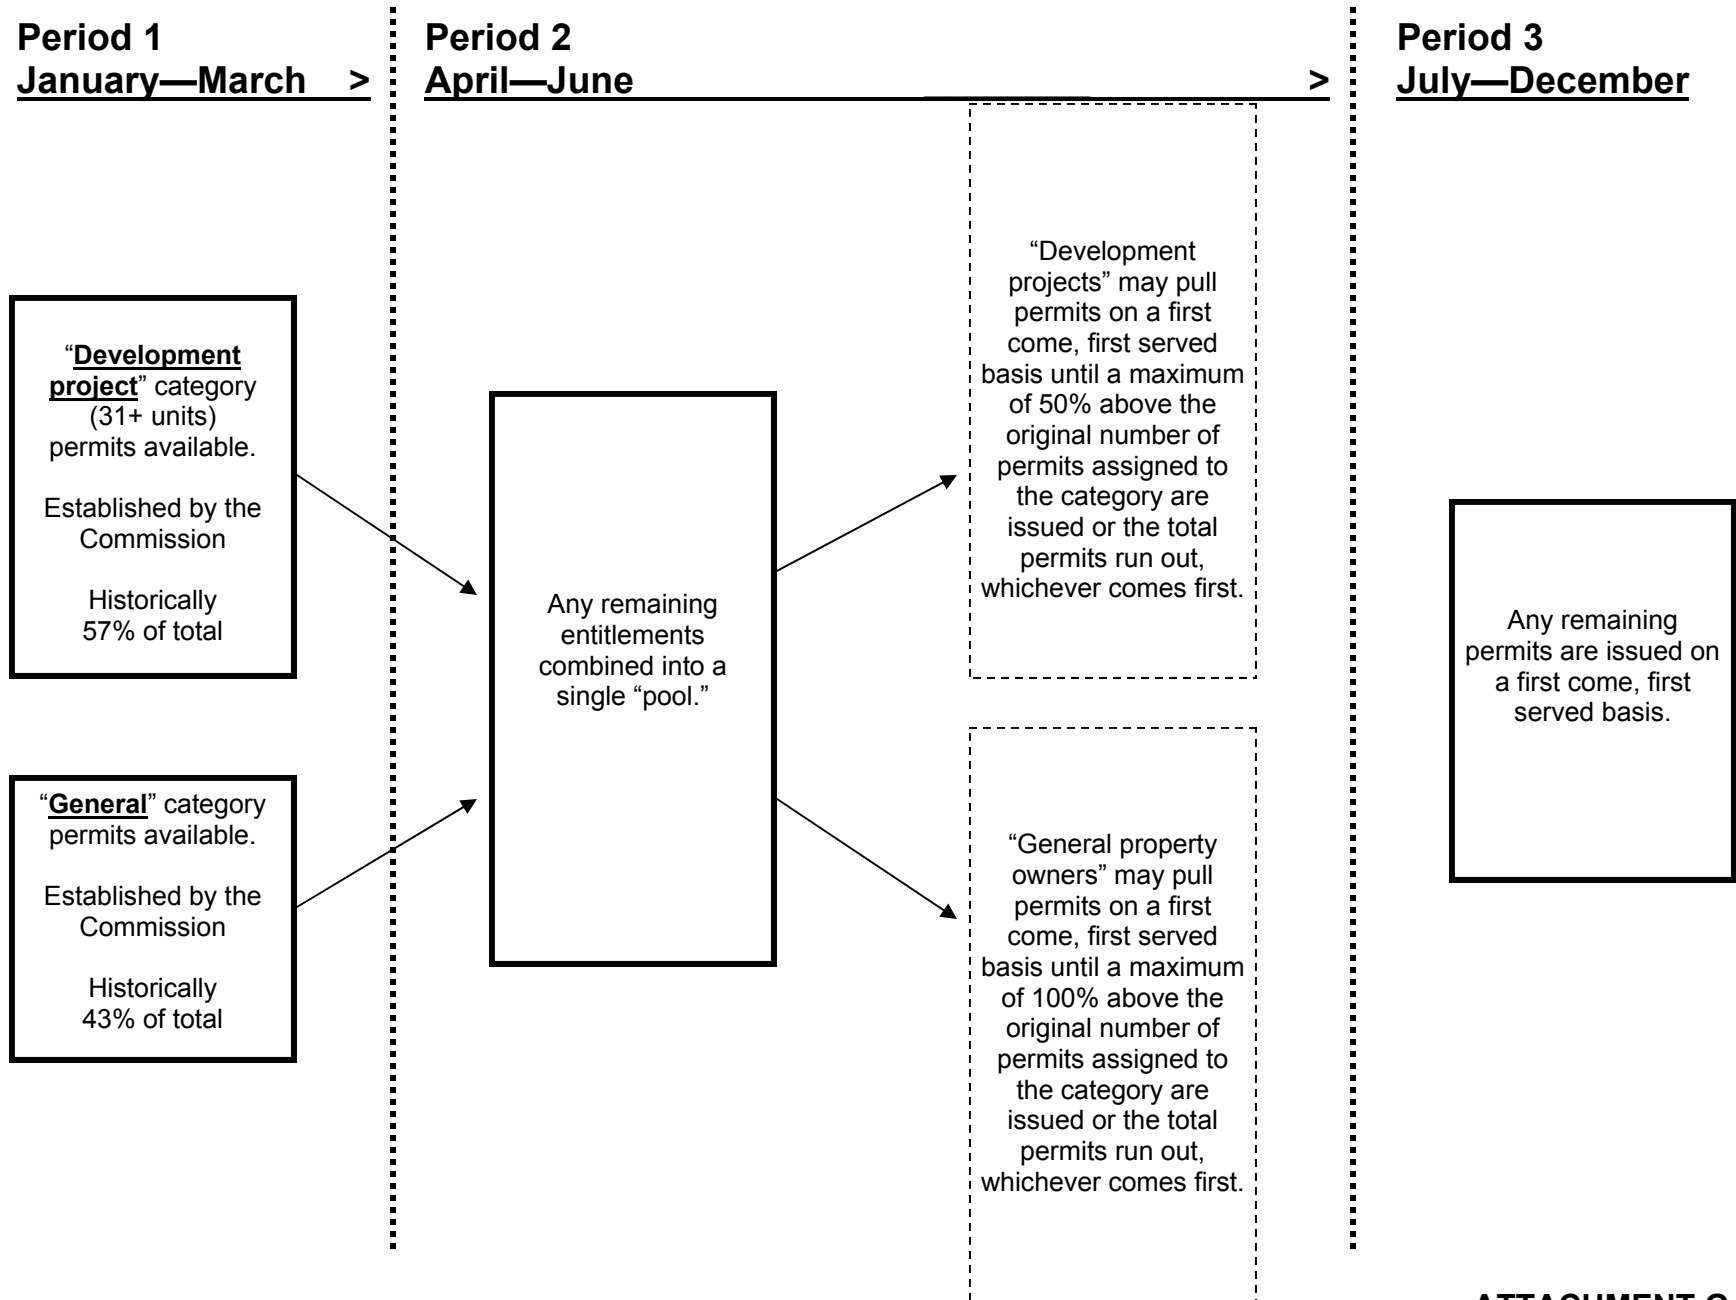 Period 1
January—March >
Period 2
April—June >
Period 3
July—December
“Development
project” category
(31+ units)
permits available.
Established by the
Commission
Historically
57% of total
“General” category
permits available.
Established by the
Commission
Historically
43% of total
Any remaining
entitlements
combined into a
single “pool.”
“Development
projects” may pull
permits on a first
come, first served
basis until a maximum
of 50% above the
original number of
permits assigned to
the category are
issued or the total
permits run out,
whichever comes first.
“General property
owners” may pull
permits on a first
come, first served
basis until a maximum
of 100% above the
original number of
permits assigned to
the category are
issued or the total
permits run out,
whichever comes first.
Any remaining
permits are issued on
a first come, first
served basis.